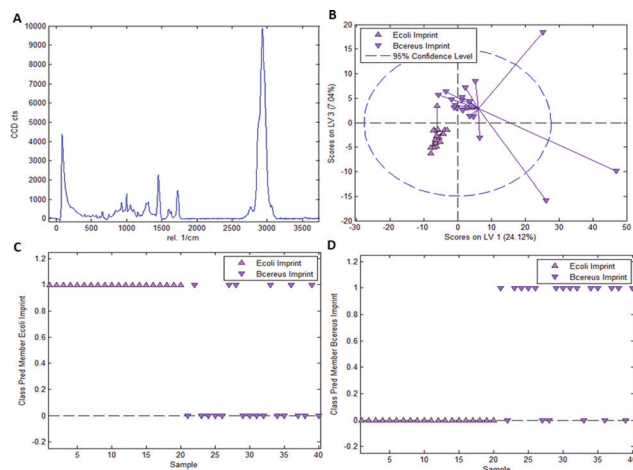 A
10000
9000
8000
7000
6000
5000
4000
3000
2000
1000
0
CCD cts
0 500 1000 1500 2000 2500 3000 3500
rel. 1/cm
B
Ecoli Imprint
Bcereus Imprint
95% Confidence Level
20
15
10
5
0
-5
-10
-15
-20
Scores on LV 3 (7.04%)
-30 -20 -10 0 10 20 30 40 50
Scores on LV 1 (24.12%)
C
Ecoli Imprint
Bcereus Imprint
1.2
1
0.8
0.6
0.4
0.2
0
-0.2
Class Pred Member Ecoli Imprint
5 10 15 20 25 30 35 40
Sample
D
Ecoli Imprint
Bcereus Imprint
1.2
1
0.8
0.6
0.4
0.2
0
-0.2
Class Pred Member Bcereus Imprint
5 10 15 20 25 30 35 40
Sample